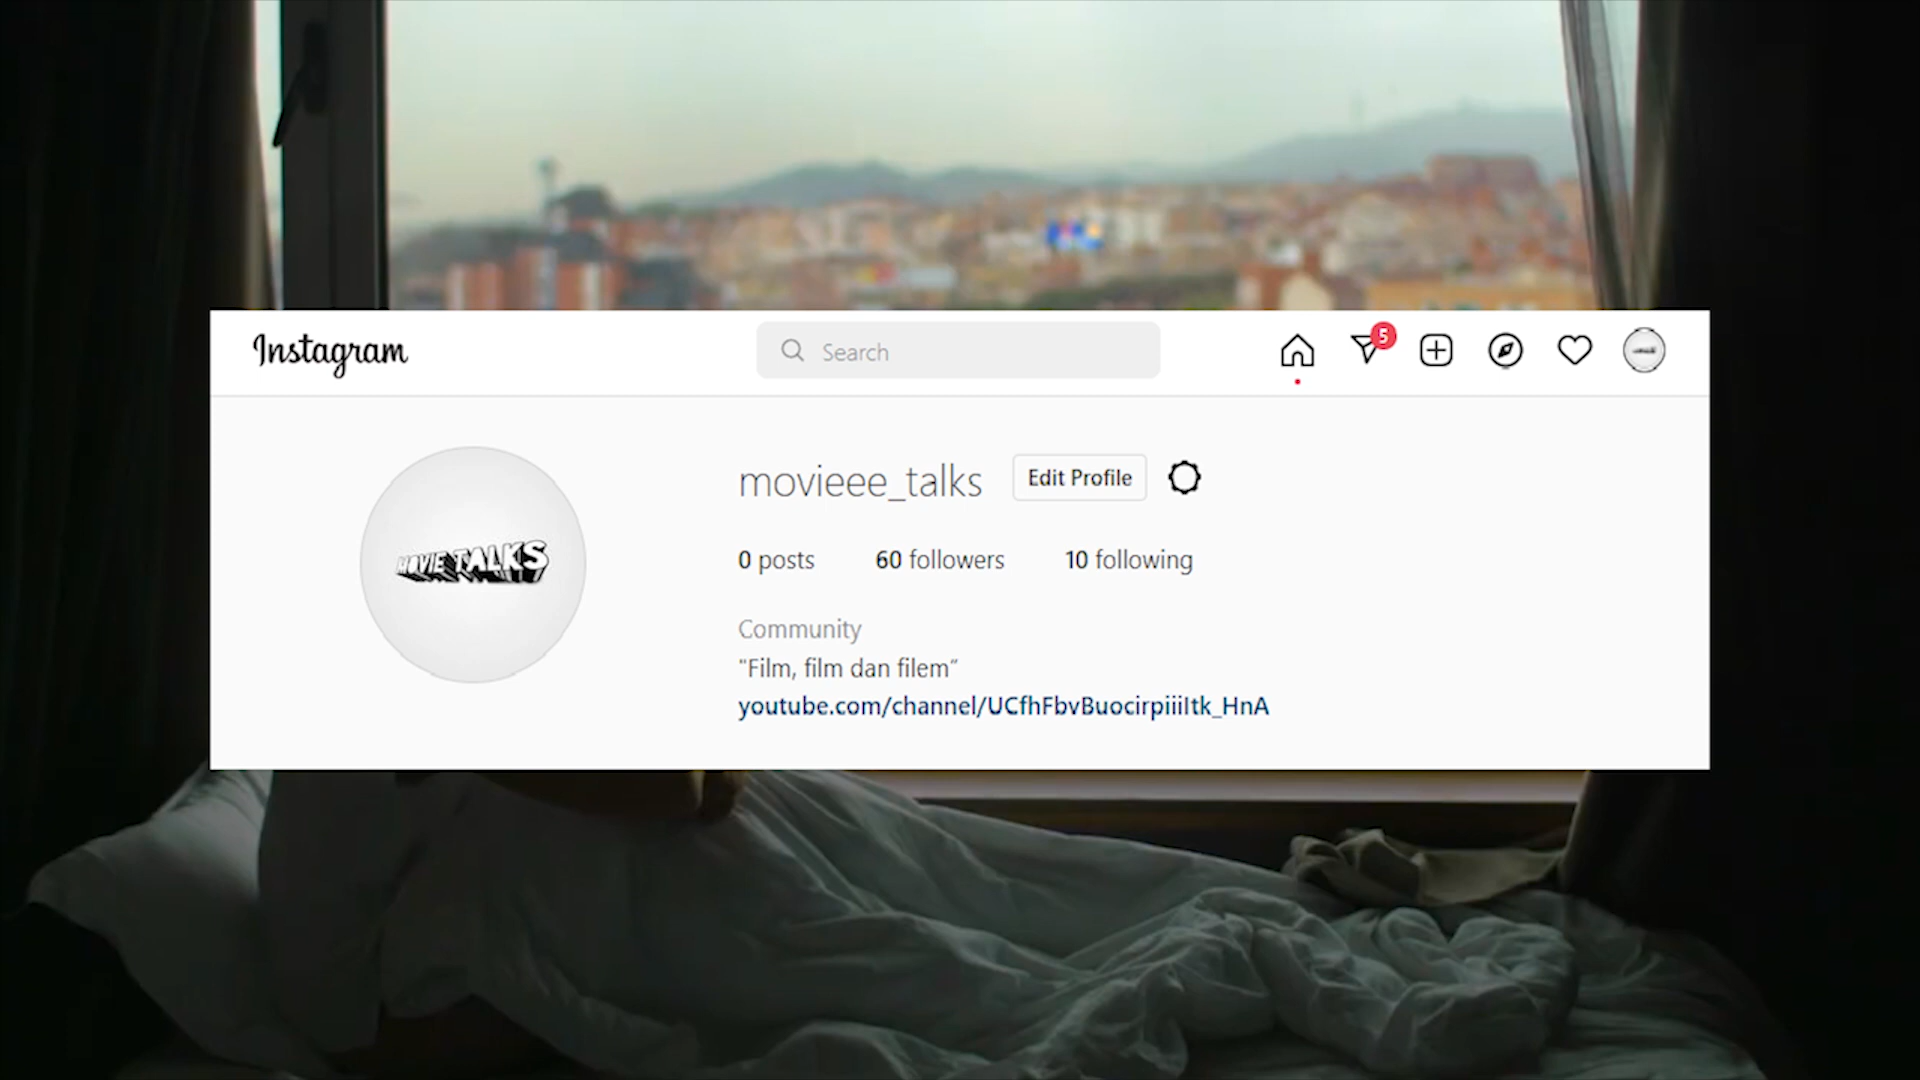 Instagram
Search
5
movieee_talks
Edit Profile
0 posts
60 followers
10 following
MOVIE TALKS
Community
"Film, film dan filem"
youtube.com/channel/UCfhFbvBuocirpiiiItk_HnA